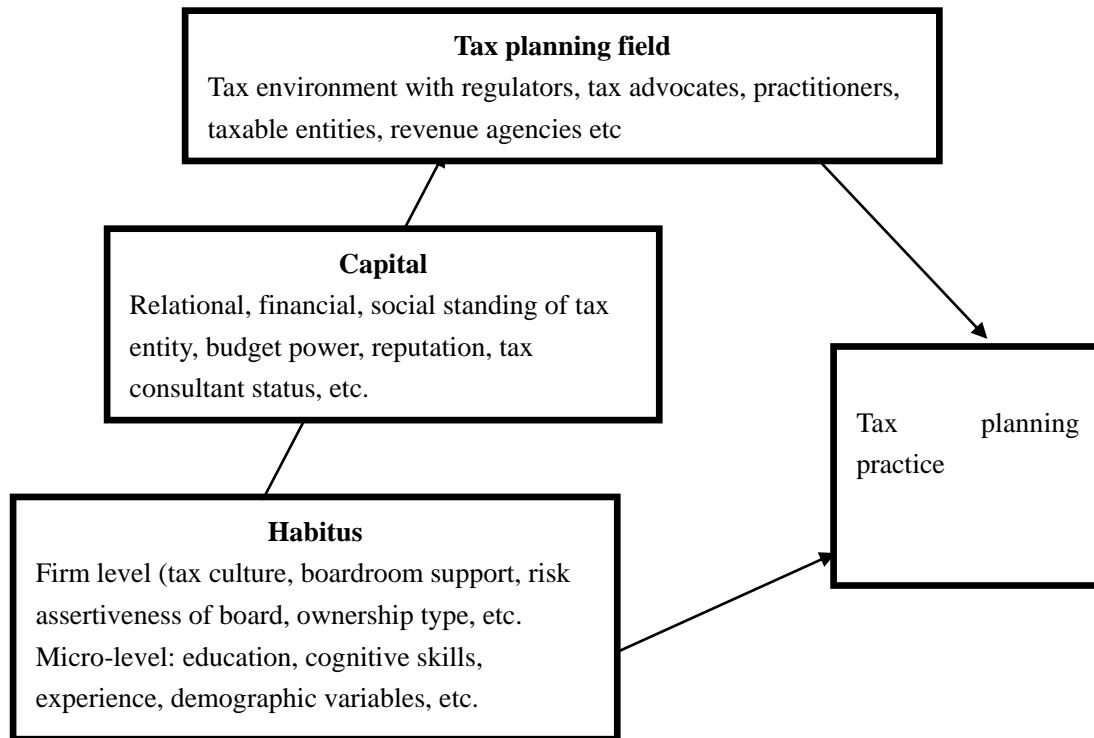 Tax planning field
Tax environment with regulators, tax advocates, practitioners,
taxable entities, revenue agencies etc
Capital
Relational, financial, social standing of tax
entity, budget power, reputation, tax
consultant status, etc.
Tax planning
practice
Habitus
Firm level (tax culture, boardroom support, risk
assertiveness of board, ownership type, etc.
Micro-level: education, cognitive skills,
experience, demographic variables, etc.